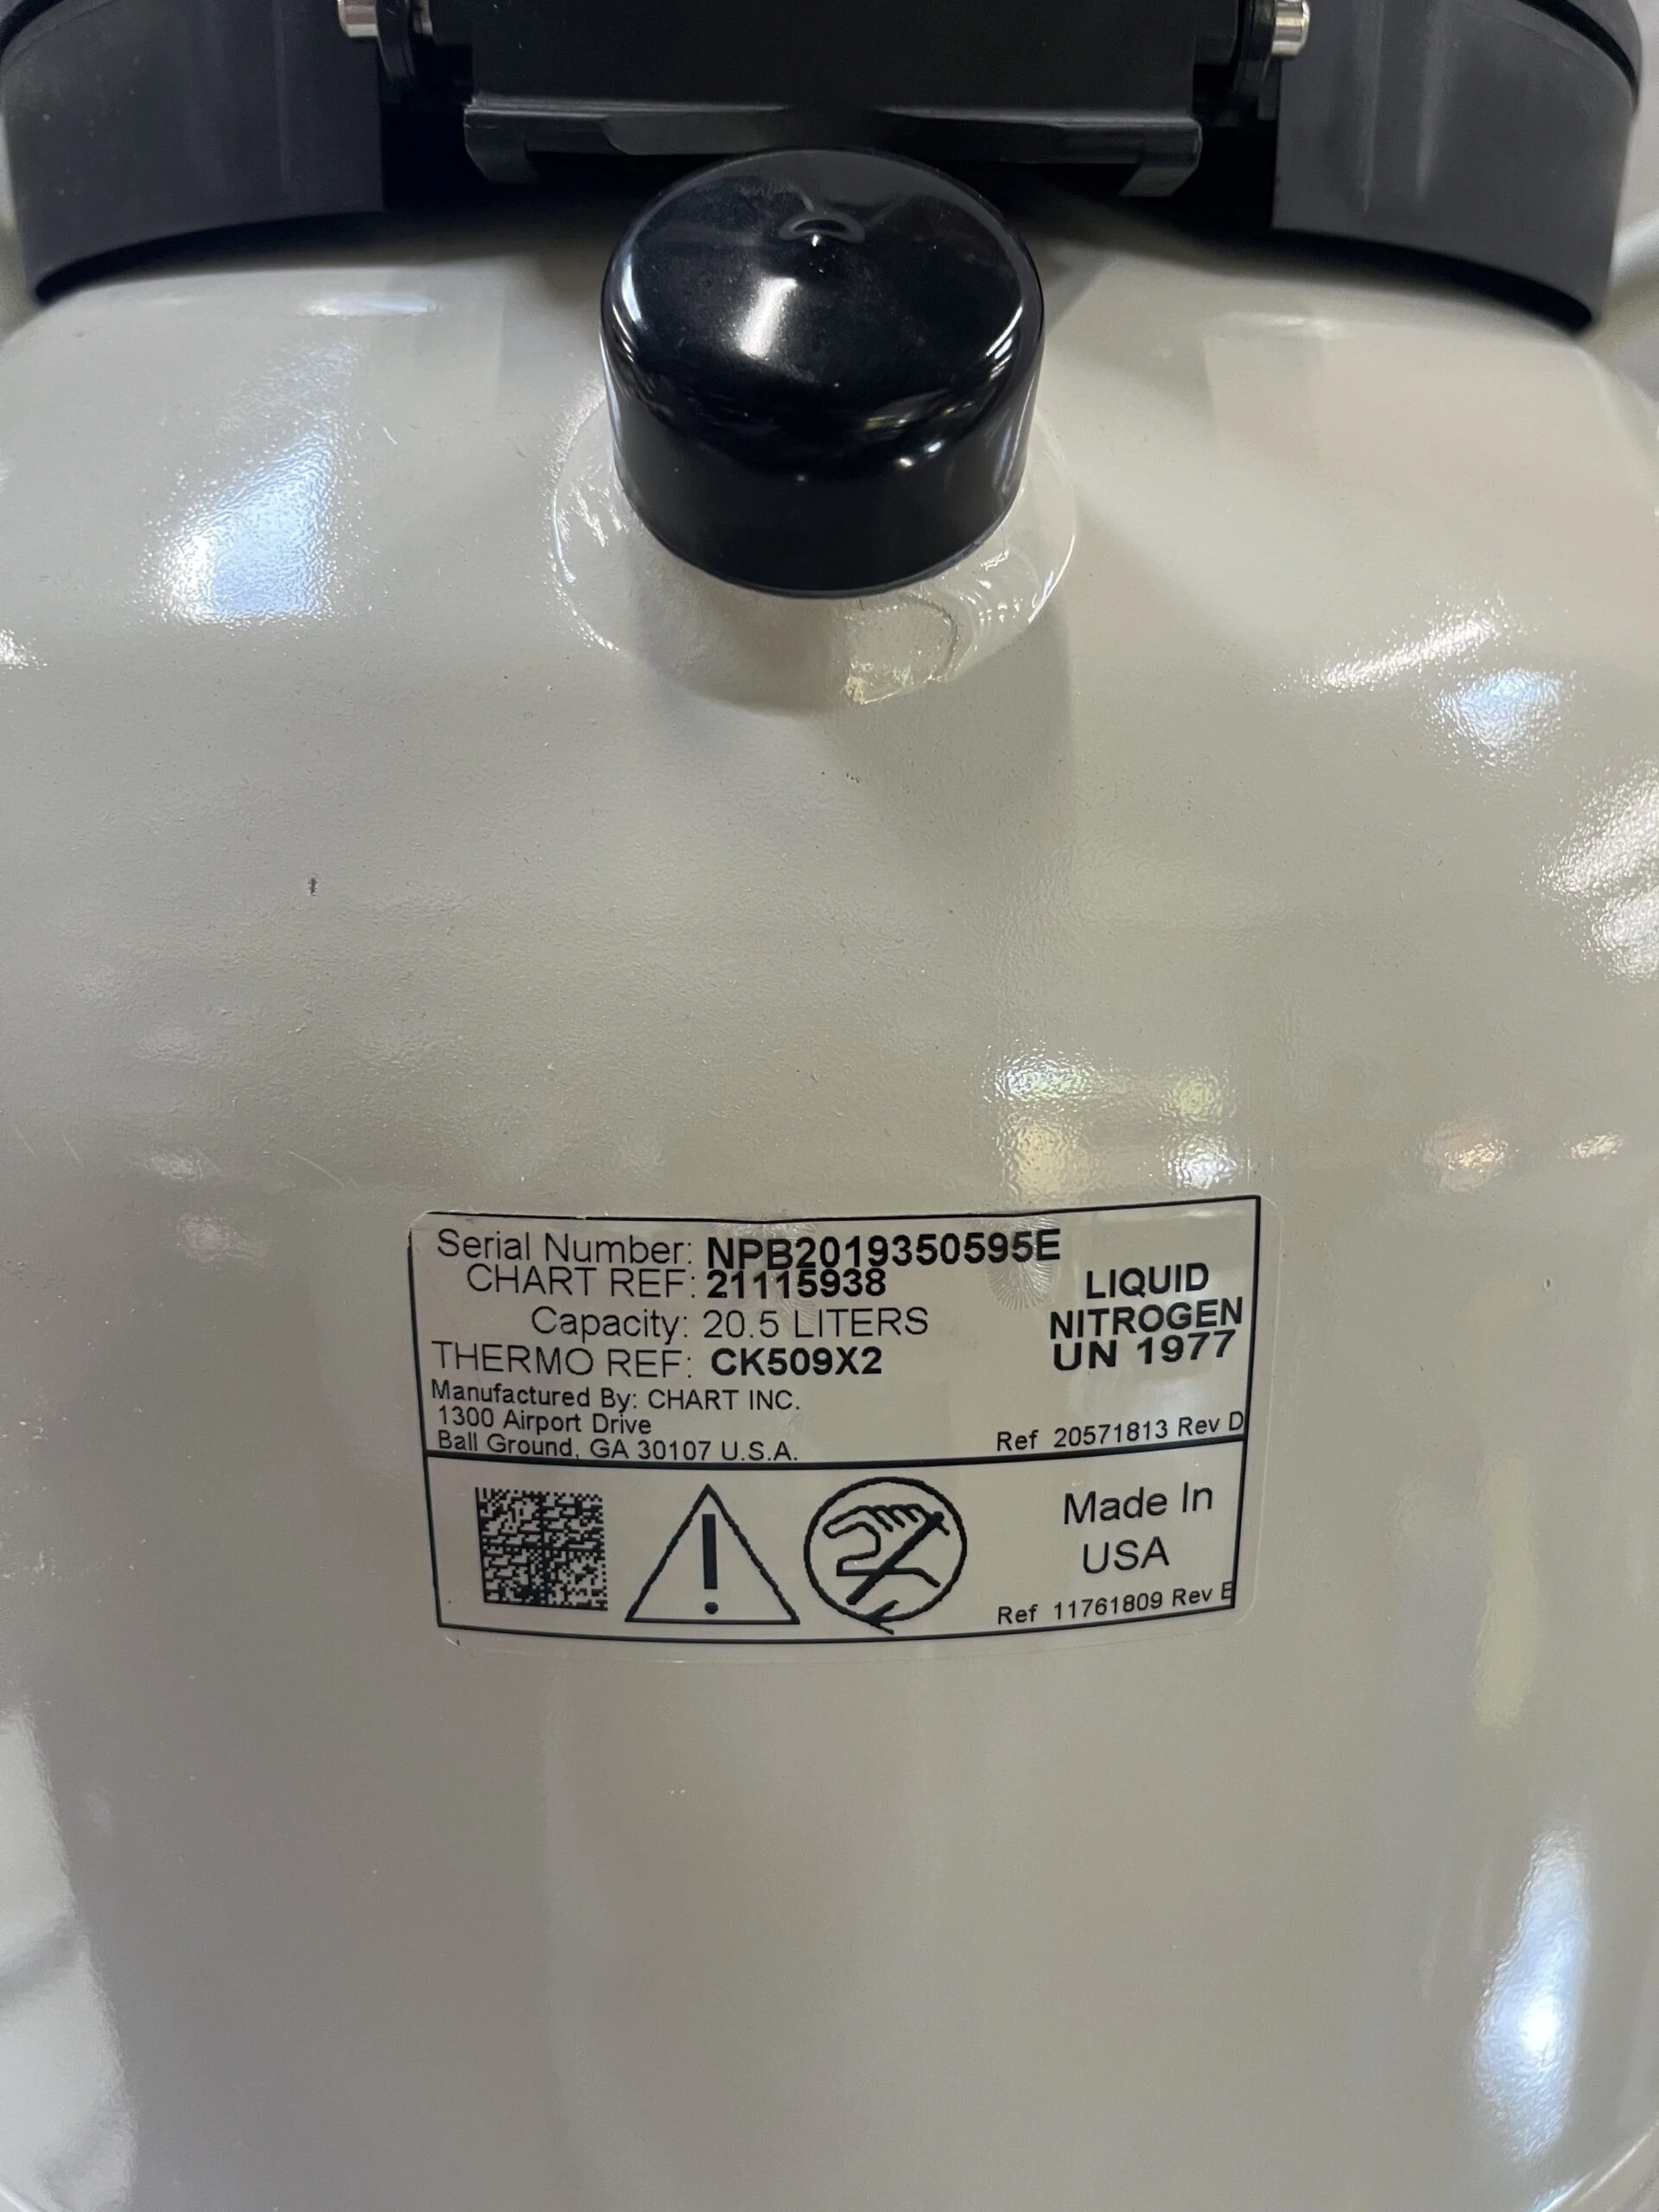 Serial Number: NPB2019350595E
CHART REF: 21115938
Capacity: 20.5 LITERS
THERMO REF: CK509X2
LIQUID
NITROGEN
UN 1977
Manufactured By: CHART INC.
1300 Airport Drive
Ball Ground, GA 30107 U.S.A.
Ref 20571813 Rev D
Made In
USA
Ref 11761809 Rev E